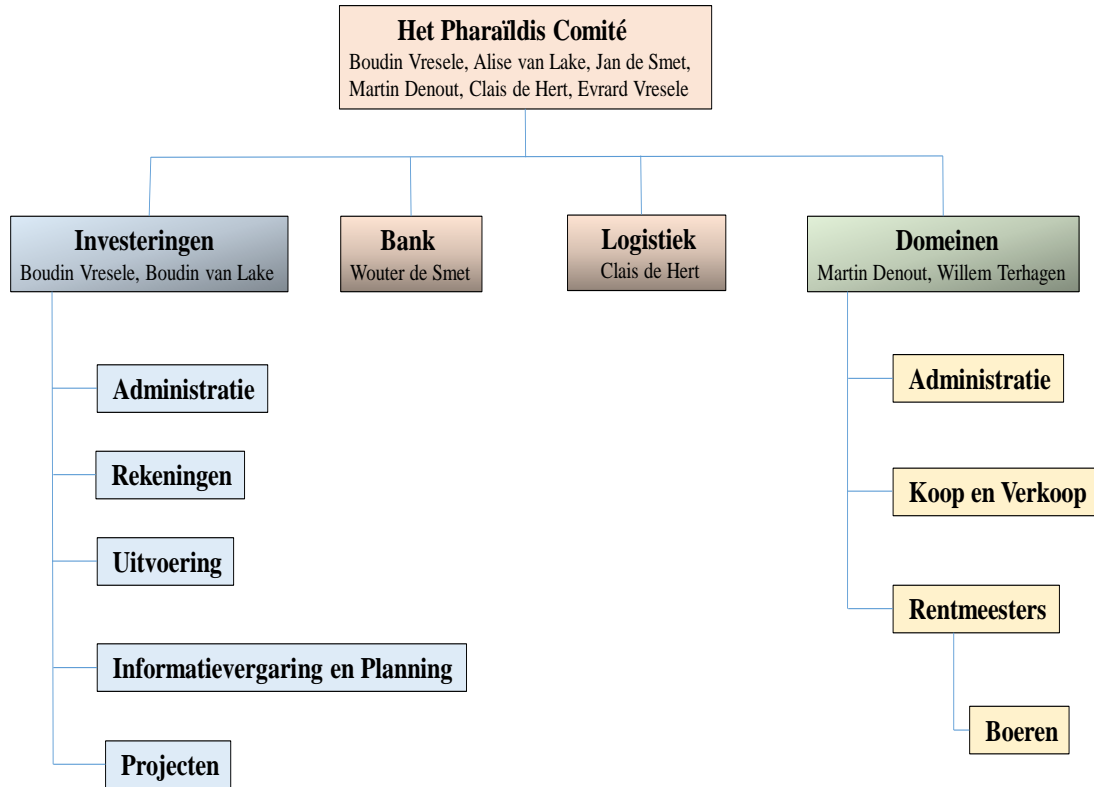 Het Pharaïldis Comité
Boudin Vresele, Alise van Lake, Jan de Smet,
Martin Denout, Clais de Hert, Evrard Vresele
Investeringen
Boudin Vresele, Boudin van Lake
Bank
Wouter de Smet
Logistiek
Clais de Hert
Domeinen
Martin Denout, Willem Terhagen
Administratie
Rekeningen
Uitvoering
Informatievergaring en Planning
Projecten
Administratie
Koop en Verkoop
Rentmeesters
Boeren